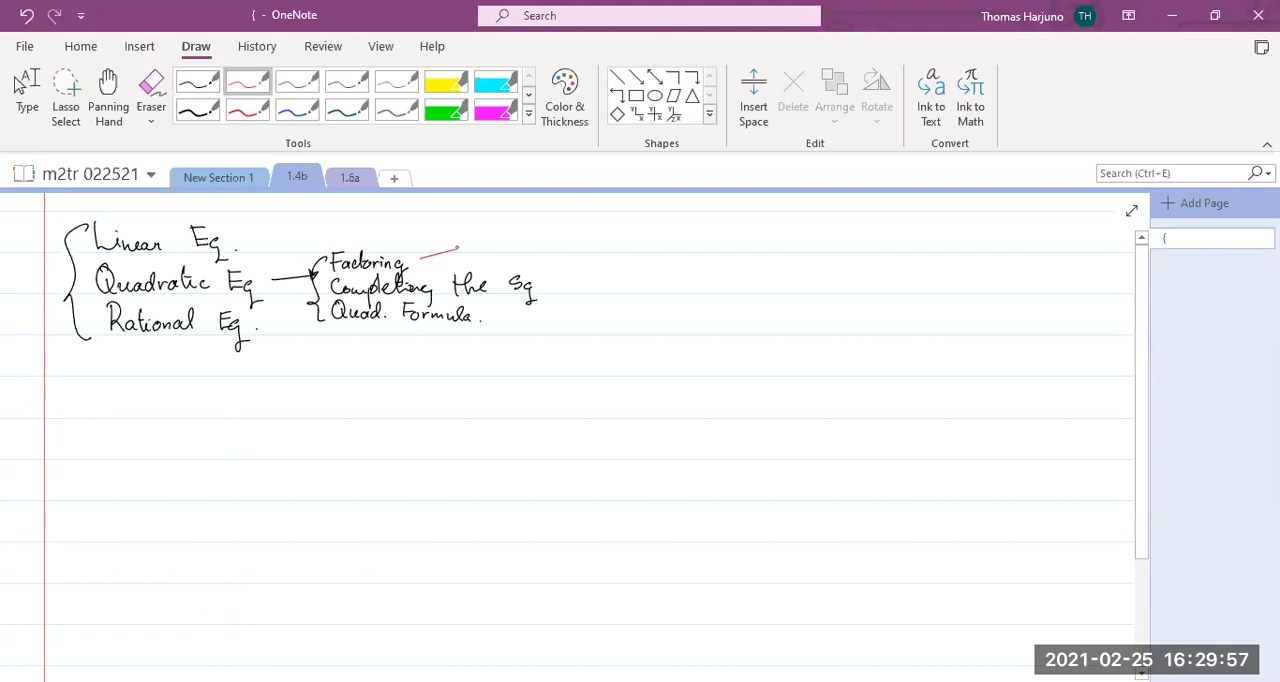 { - OneNote
Search
Thomas Harjuno TH
File Home Insert Draw History Review View Help
Type Lasso Select Panning Hand Eraser
Color & Thickness
Insert Space Delete Arrange Rotate
Ink to Text Ink to Math
Tools Shapes Edit Convert
m2tr 022521 New Section 1 1.4b 1.6a +
Search (Ctrl+E)
Add Page
{
Linear Eq.
Quadratic Eq
Rational Eq.
Factoring
Completing the sq
Quad. Formula.
2021-02-25 16:29:57